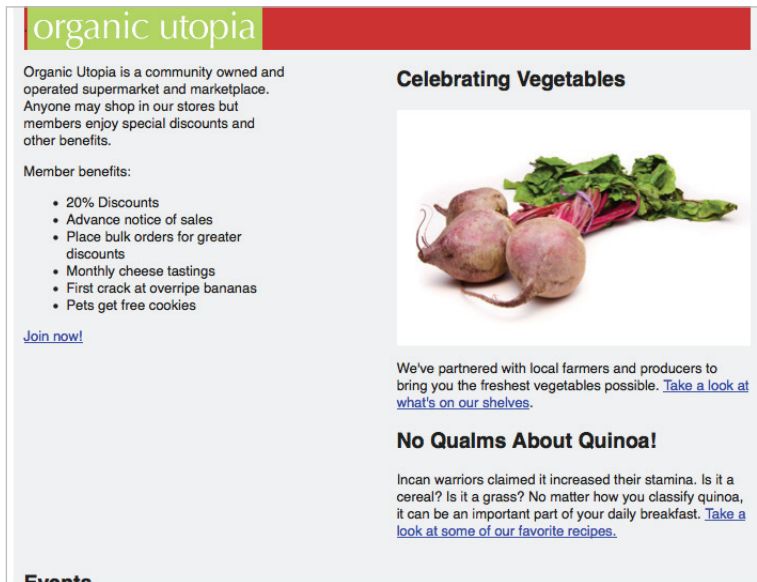 organic utopia
Organic Utopia is a community owned and
operated supermarket and marketplace.
Anyone may shop in our stores but
members enjoy special discounts and
other benefits.
Member benefits:
• 20% Discounts
• Advance notice of sales
• Place bulk orders for greater
discounts
• Monthly cheese tastings
• First crack at overripe bananas
• Pets get free cookies
Join now!
Celebrating Vegetables
We've partnered with local farmers and producers to
bring you the freshest vegetables possible. Take a look at
what's on our shelves.
No Qualms About Quinoa!
Incan warriors claimed it increased their stamina. Is it a
cereal? Is it a grass? No matter how you classify quinoa,
it can be an important part of your daily breakfast. Take a
look at some of our favorite recipes.
Events